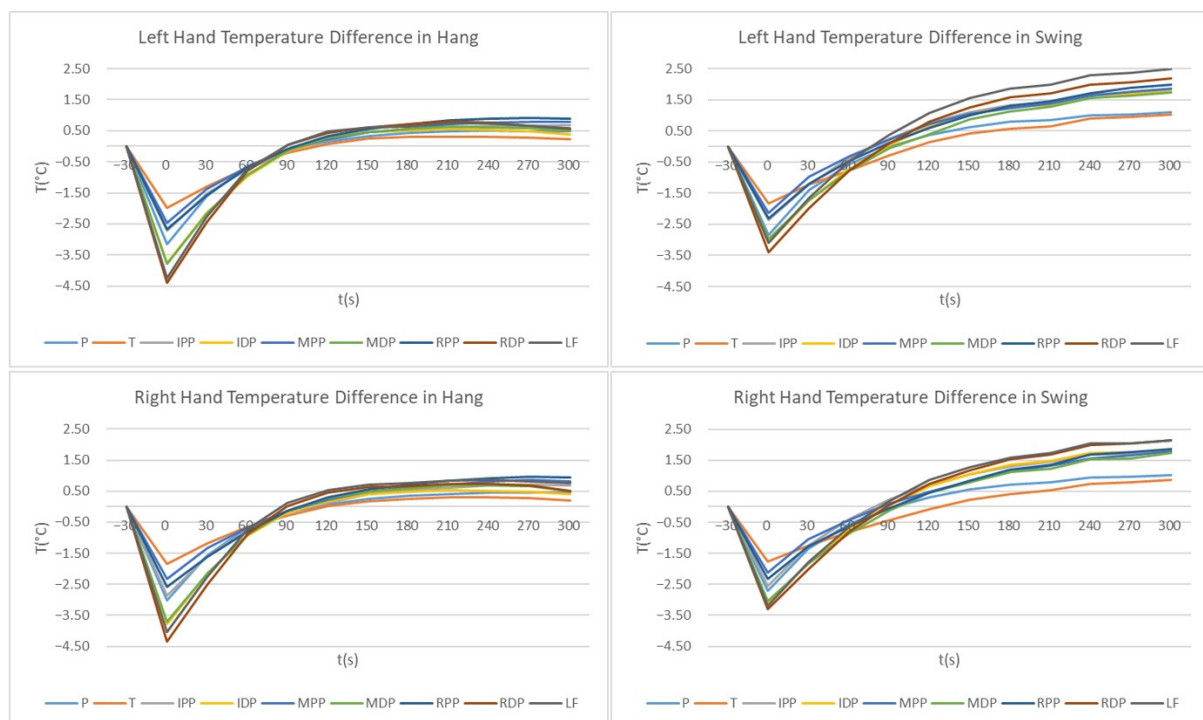 Left Hand Temperature Difference in Hang
2.50
1.50
0.50
−0.50
−1.50
−2.50
−3.50
−4.50
T(°C)
−30 0 30 60 90 120 150 180 210 240 270 300
t(s)
P T IPP IDP MPP MDP RPP RDP LF
Left Hand Temperature Difference in Swing
2.50
1.50
0.50
−0.50
−1.50
−2.50
−3.50
−4.50
T(°C)
−30 0 30 60 90 120 150 180 210 240 270 300
t(s)
P T IPP IDP MPP MDP RPP RDP LF
Right Hand Temperature Difference in Hang
2.50
1.50
0.50
−0.50
−1.50
−2.50
−3.50
−4.50
T(°C)
−30 0 30 60 90 120 150 180 210 240 270 300
t(s)
P T IPP IDP MPP MDP RPP RDP LF
Right Hand Temperature Difference in Swing
2.50
1.50
0.50
−0.50
−1.50
−2.50
−3.50
−4.50
T(°C)
−30 0 30 60 90 120 150 180 210 240 270 300
t(s)
P T IPP IDP MPP MDP RPP RDP LF